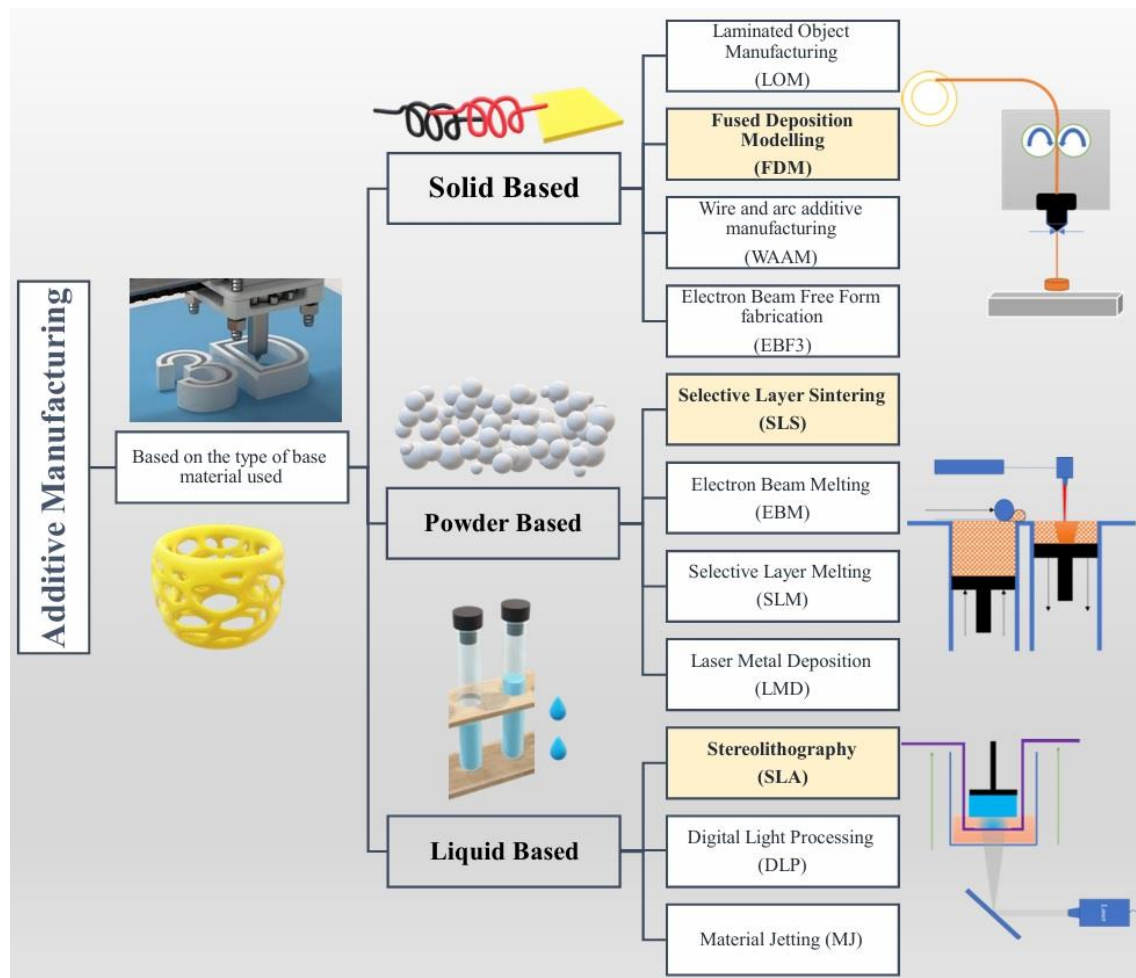 Additive Manufacturing
Based on the type of base
material used
Solid Based
Laminated Object
Manufacturing
(LOM)
Fused Deposition
Modelling
(FDM)
Wire and arc additive
manufacturing
(WAAM)
Electron Beam Free Form
fabrication
(EBF3)
Powder Based
Selective Layer Sintering
(SLS)
Electron Beam Melting
(EBM)
Selective Layer Melting
(SLM)
Laser Metal Deposition
(LMD)
Liquid Based
Stereolithography
(SLA)
Digital Light Processing
(DLP)
Material Jetting (MJ)
Laser